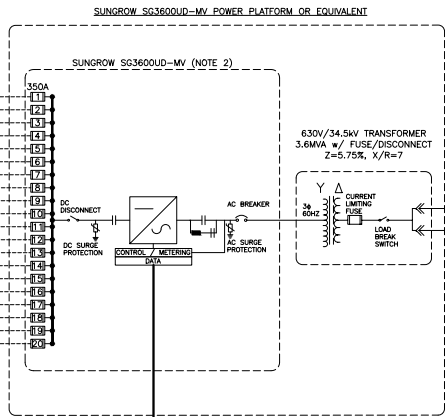 SUNGROW SG3600UD-MV POWER PLATFORM OR EQUIVALENT
SUNGROW SG3600UD-MV (NOTE 2)
350A
1
2
3
4
5
6
7
8
9
10
11
12
13
14
15
16
17
18
19
20
DC
DISCONNECT
DC SURGE
PROTECTION
CONTROL / METERING
DATA
AC BREAKER
AC SURGE
PROTECTION
630V/34.5kV TRANSFORMER
3.6MVA w/ FUSE/DISCONNECT
Z=5.75%, X/R=7
Y Δ
3Φ
60HZ
CURRENT
LIMITING
FUSE
LOAD
BREAK
SWITCH